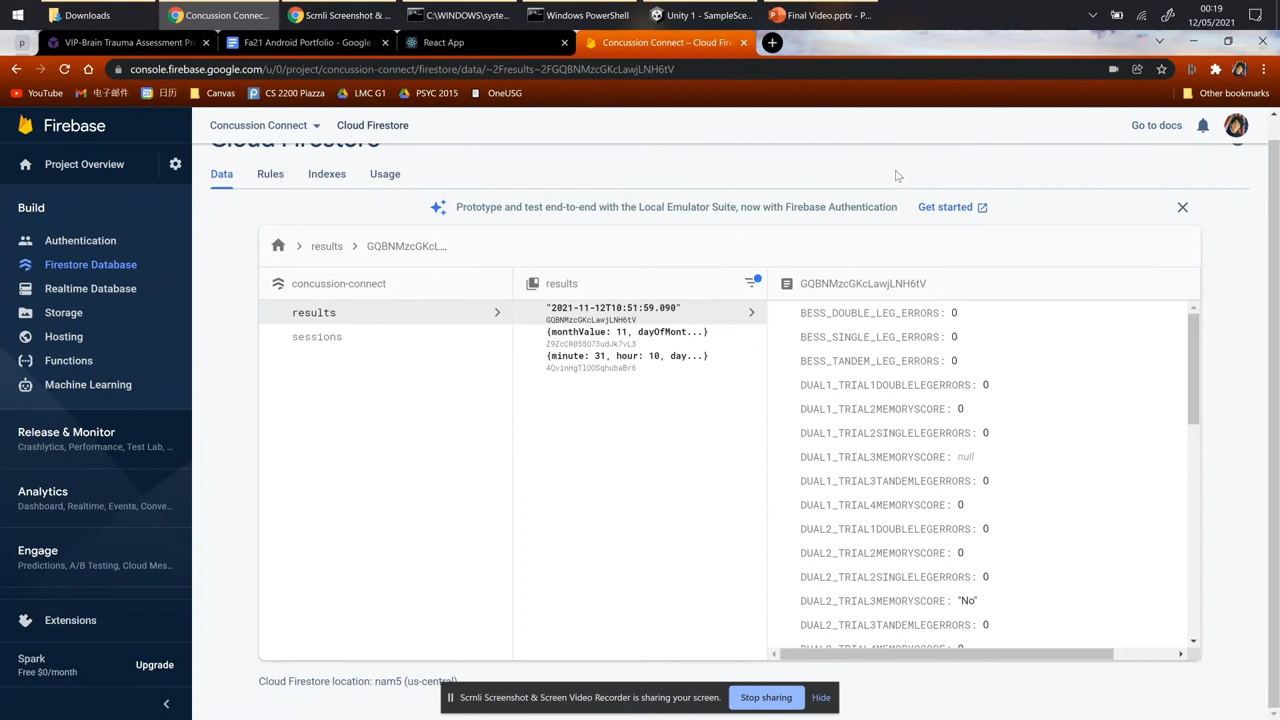 Downloads
Concussion Connec...
Scrnli Screenshot & ...
C:\WINDOWS\syste...
Windows PowerShell
Unity 1 - SampleSce...
Final Video.pptx - P...
00:19
12/05/2021
p
VIP-Brain Trauma Assessment Pr
Fa21 Android Portfolio - Google
React App
Concussion Connect – Cloud Fire
console.firebase.google.com/u/0/project/concussion-connect/firestore/data/~2Fresults~2FGQBNMzcGKcLawjLNH6tV
YouTube
电子邮件
日历
Canvas
CS 2200 Piazza
LMC G1
PSYC 2015
OneUSG
Other bookmarks
Firebase
Concussion Connect
Cloud Firestore
Go to docs
Cloud Firestore
Project Overview
Data
Rules
Indexes
Usage
Build
Prototype and test end-to-end with the Local Emulator Suite, now with Firebase Authentication
Get started
Authentication
Firestore Database
Realtime Database
Storage
Hosting
Functions
Machine Learning
Release & Monitor
Crashlytics, Performance, Test Lab, ...
Analytics
Dashboard, Realtime, Events, Conve...
Engage
Predictions, A/B Testing, Cloud Mes...
Extensions
Spark
Free $0/month
Upgrade
results
GQBNMzcGKcL...
concussion-connect
results
sessions
results
"2021-11-12T10:51:59.090"
GQBNMzcGKcLawjLNH6tV
{monthValue: 11, dayOfMont...}
Z9ZcCR055O73udJk7vL3
{minute: 31, hour: 10, day...}
4QvinHgTlOOSqhubaBr6
GQBNMzcGKcLawjLNH6tV
BESS_DOUBLE_LEG_ERRORS: 0
BESS_SINGLE_LEG_ERRORS: 0
BESS_TANDEM_LEG_ERRORS: 0
DUAL1_TRIAL1DOUBLELEGERRORS: 0
DUAL1_TRIAL2MEMORYSCORE: 0
DUAL1_TRIAL2SINGLELEGERRORS: 0
DUAL1_TRIAL3MEMORYSCORE: null
DUAL1_TRIAL3TANDEMLEGERRORS: 0
DUAL1_TRIAL4MEMORYSCORE: 0
DUAL2_TRIAL1DOUBLELEGERRORS: 0
DUAL2_TRIAL2MEMORYSCORE: 0
DUAL2_TRIAL2SINGLELEGERRORS: 0
DUAL2_TRIAL3MEMORYSCORE: "No"
DUAL2_TRIAL3TANDEMLEGERRORS: 0
DUAL2_TRIAL4MEMORYSCORE: 0
Cloud Firestore location: nam5 (us-central)
Scrnli Screenshot & Screen Video Recorder is sharing your screen.
Stop sharing
Hide